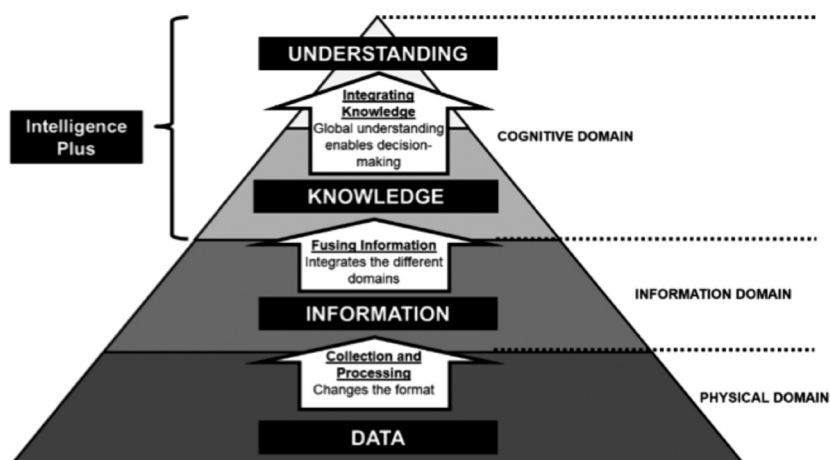 UNDERSTANDING
Integrating
Knowledge
Global understanding
enables decision-
making
Intelligence
Plus
COGNITIVE DOMAIN
KNOWLEDGE
Fusing Information
Integrates the different
domains
INFORMATION DOMAIN
INFORMATION
Collection and
Processing
Changes the format
PHYSICAL DOMAIN
DATA